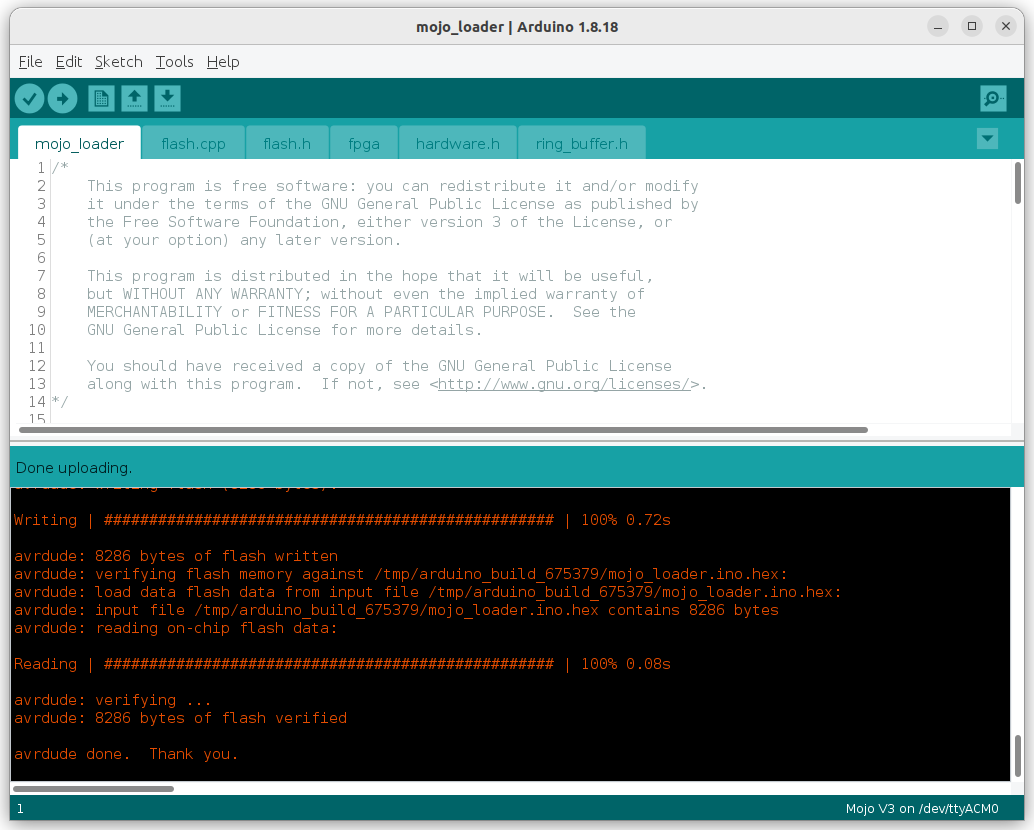 mojo_loader | Arduino 1.8.18
File Edit Sketch Tools Help
mojo_loader flash.cpp flash.h fpga hardware.h ring_buffer.h
1 /*
2 This program is free software: you can redistribute it and/or modify
3 it under the terms of the GNU General Public License as published by
4 the Free Software Foundation, either version 3 of the License, or
5 (at your option) any later version.
6
7 This program is distributed in the hope that it will be useful,
8 but WITHOUT ANY WARRANTY; without even the implied warranty of
9 MERCHANTABILITY or FITNESS FOR A PARTICULAR PURPOSE.  See the
10 GNU General Public License for more details.
11
12 You should have received a copy of the GNU General Public License
13 along with this program.  If not, see <http://www.gnu.org/licenses/>.
14 */
15
Done uploading.
Writing | ################################################## | 100% 0.72s
avrdude: 8286 bytes of flash written
avrdude: verifying flash memory against /tmp/arduino_build_675379/mojo_loader.ino.hex:
avrdude: load data flash data from input file /tmp/arduino_build_675379/mojo_loader.ino.hex:
avrdude: input file /tmp/arduino_build_675379/mojo_loader.ino.hex contains 8286 bytes
avrdude: reading on-chip flash data:
Reading | ################################################## | 100% 0.08s
avrdude: verifying ...
avrdude: 8286 bytes of flash verified
avrdude done.  Thank you.
1 Mojo V3 on /dev/ttyACM0